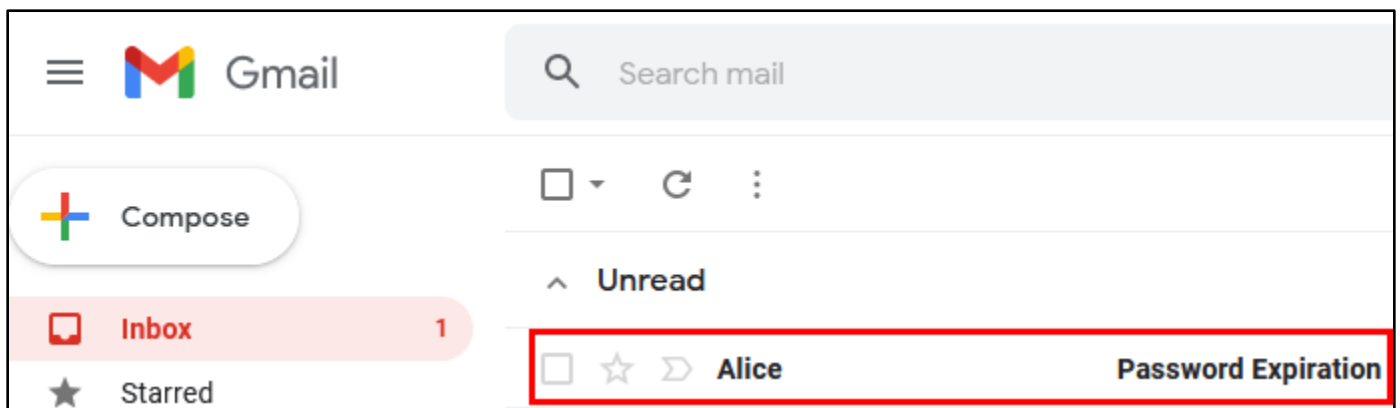 Gmail
Search mail
Compose
Unread
Inbox 1
Alice Password Expiration
Starred